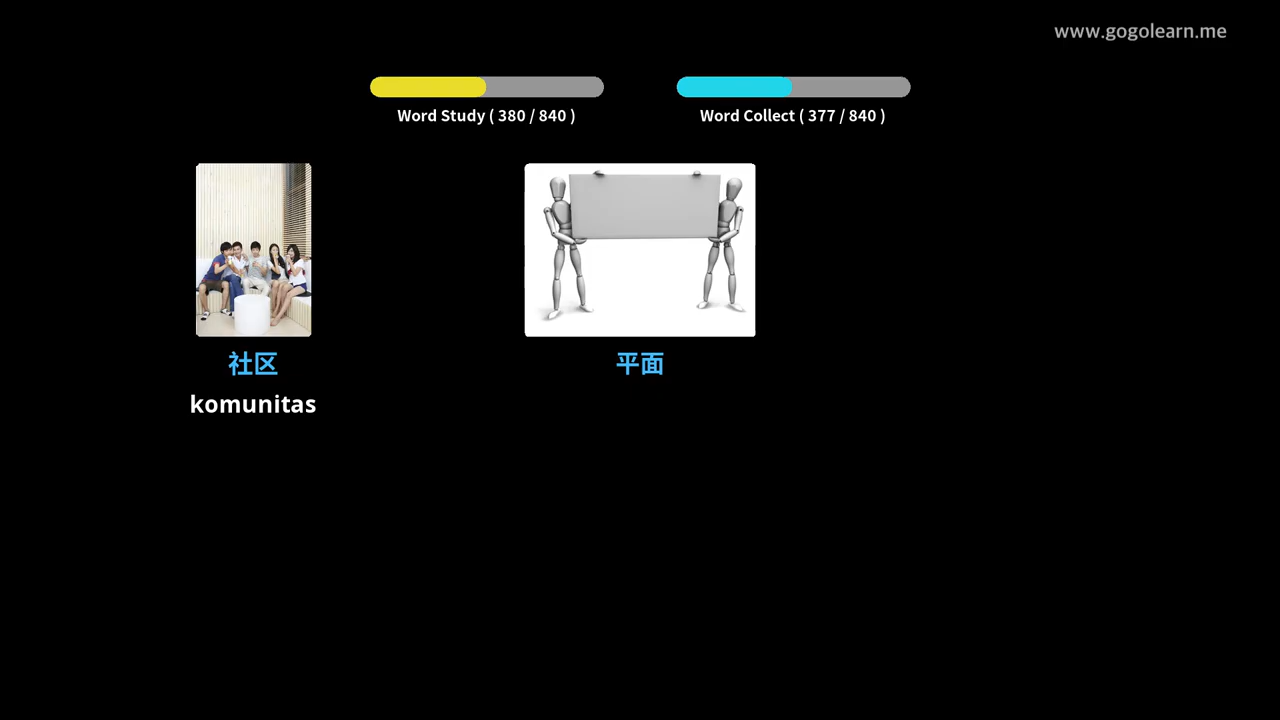 www.gogolearn.me
Word Study ( 380 / 840 )
Word Collect ( 377 / 840 )
社区
平面
komunitas